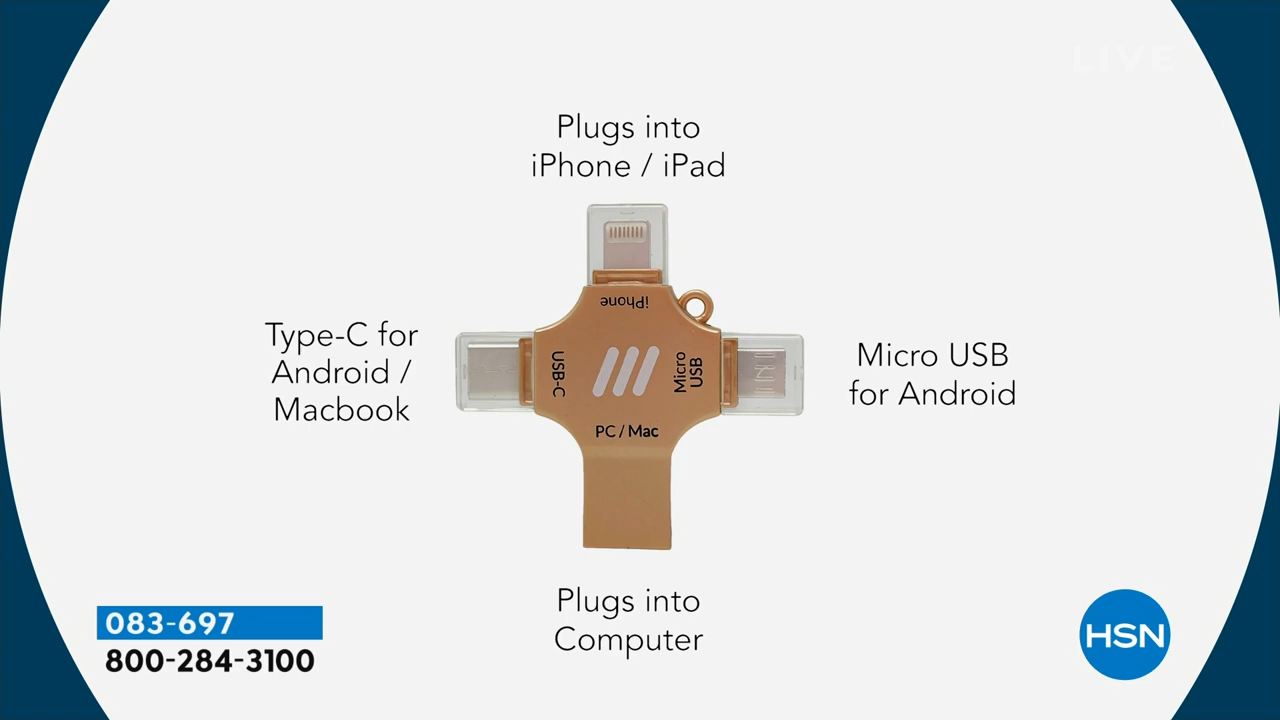 LIVE
Plugs into
iPhone / iPad
iPhone
Type-C for
Android /
Macbook
USB-C
Micro
USB
Micro USB
for Android
PC / Mac
Plugs into
Computer
083-697
800-284-3100
HSN